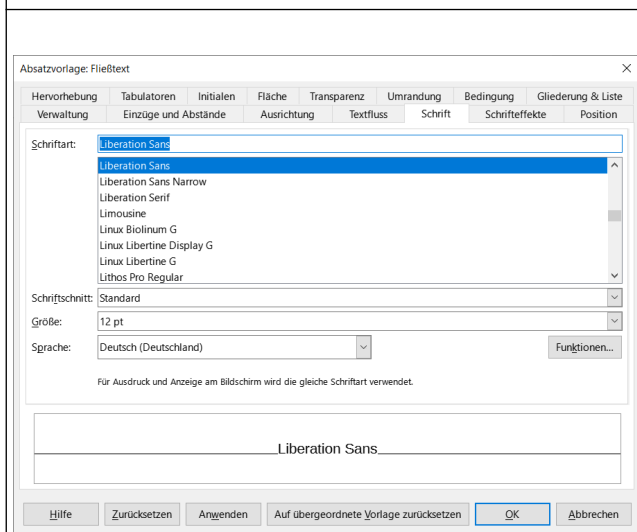 Absatzvorlage: Fließtext
Hervorhebung Tabulatoren Initialen Fläche Transparenz Umrandung Bedingung Gliederung & Liste
Verwaltung Einzüge und Abstände Ausrichtung Textfluss Schrift Schrifteffekte Position
Schriftart: Liberation Sans
Liberation Sans
Liberation Sans Narrow
Liberation Serif
Limousine
Linux Biolinum G
Linux Libertine Display G
Linux Libertine G
Lithos Pro Regular
Schriftschnitt: Standard
Größe: 12 pt
Sprache: Deutsch (Deutschland) Funktionen...
Für Ausdruck und Anzeige am Bildschirm wird die gleiche Schriftart verwendet.
Liberation Sans
Hilfe Zurücksetzen Anwenden Auf übergeordnete Vorlage zurücksetzen OK Abbrechen